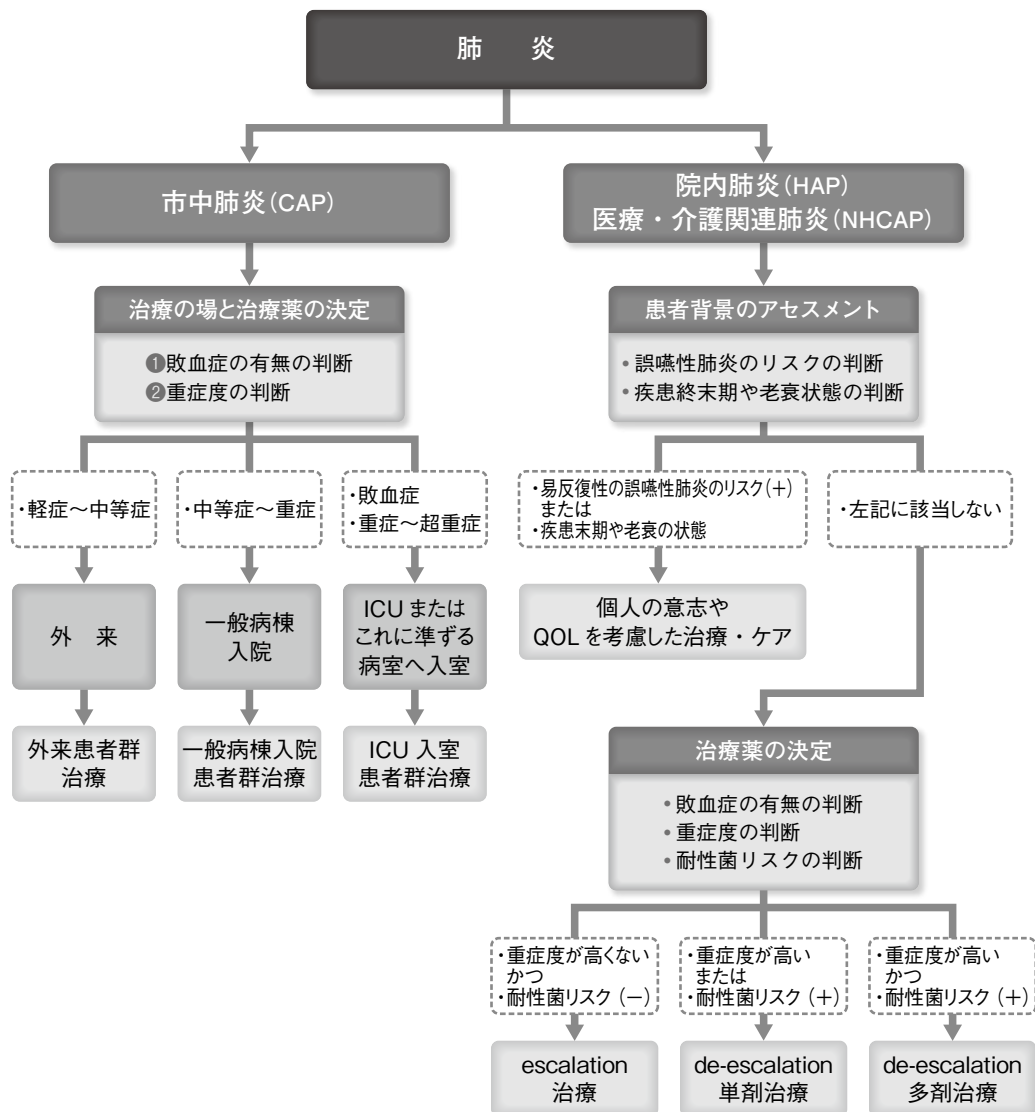 肺　炎
市中肺炎（CAP）
院内肺炎（HAP）
医療・介護関連肺炎（NHCAP）
治療の場と治療薬の決定
❶敗血症の有無の判断
❷重症度の判断
患者背景のアセスメント
• 誤嚥性肺炎のリスクの判断
• 疾患終末期や老衰状態の判断
・軽症〜中等症
・中等症〜重症
・敗血症
・重症〜超重症
・易反復性の誤嚥性肺炎のリスク（＋）
または
・疾患末期や老衰の状態
・左記に該当しない
外　来
一般病棟
入院
ICU または
これに準ずる
病室へ入室
個人の意志や
QOL を考慮した治療・ケア
外来患者群
治療
一般病棟入院
患者群治療
ICU 入室
患者群治療
治療薬の決定
• 敗血症の有無の判断
• 重症度の判断
• 耐性菌リスクの判断
・重症度が高くない
かつ
・耐性菌リスク（−）
・重症度が高い
または
・耐性菌リスク（＋）
・重症度が高い
かつ
・耐性菌リスク（＋）
escalation
治療
de-escalation
単剤治療
de-escalation
多剤治療